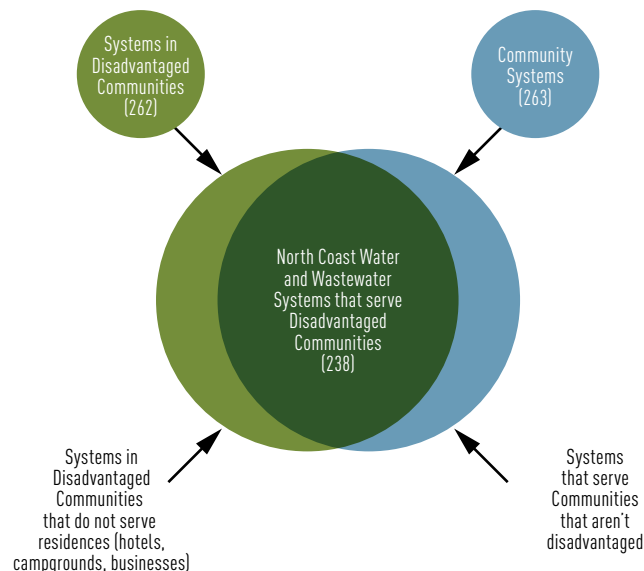 Systems in
Disadvantaged
Communities
(262)
Community
Systems
(263)
North Coast Water
and Wastewater
Systems that serve
Disadvantaged
Communities
(238)
Systems in
Disadvantaged
Communities
that do not serve
residences (hotels,
campgrounds, businesses)
Systems
that serve
Communities
that aren't
disadvantaged